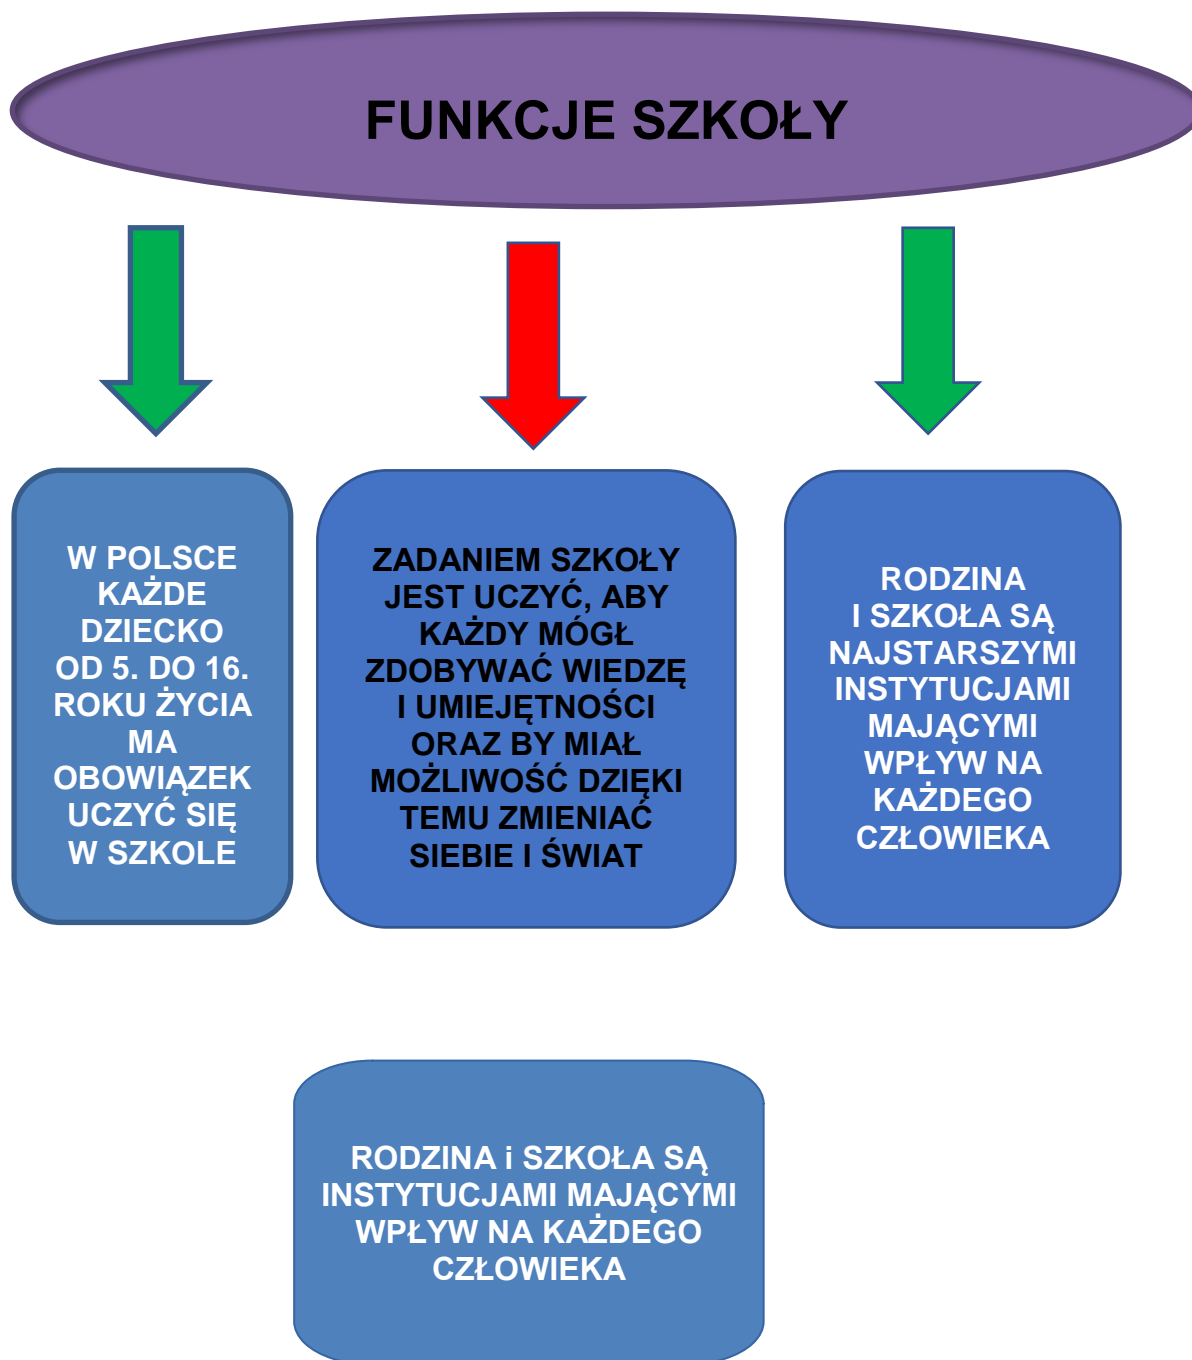 FUNKCJE SZKOŁY
W POLSCE
KAŻDE
DZIECKO
OD 5. DO 16.
ROKU ŻYCIA
MA
OBOWIĄZEK
UCZYĆ SIĘ
W SZKOLE
ZADANIEM SZKOŁY
JEST UCZYĆ, ABY
KAŻDY MÓGŁ
ZDOBYWAĆ WIEDZĘ
I UMIEJĘTNOŚCI
ORAZ BY MIAŁ
MOŻLIWOŚĆ DZIĘKI
TEMU ZMIENIAĆ
SIEBIE I ŚWIAT
RODZINA
I SZKOŁA SĄ
NAJSTARSZYMI
INSTYTUCJAMI
MAJĄCYMI
WPŁYW NA
KAŻDEGO
CZŁOWIEKA
RODZINA i SZKOŁA SĄ
INSTYTUCJAMI MAJĄCYMI
WPŁYW NA KAŻDEGO
CZŁOWIEKA